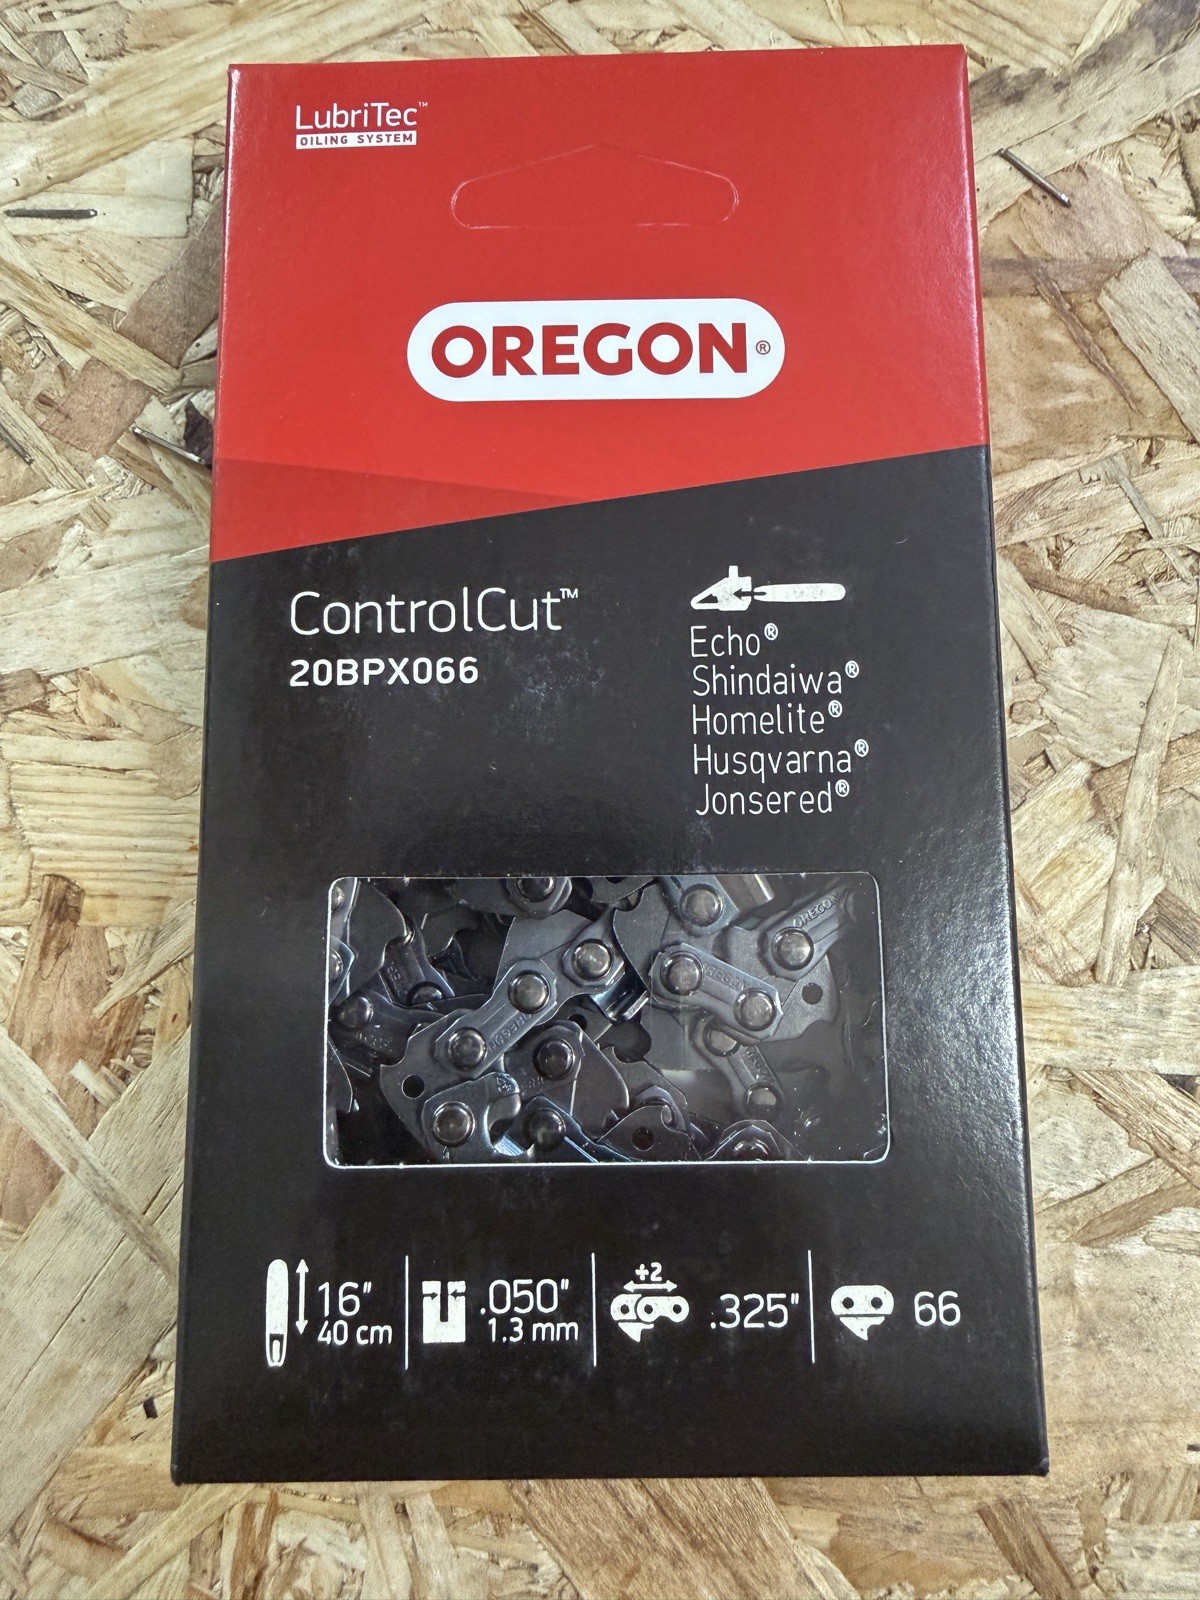 LubriTec™
OILING SYSTEM
OREGON®
ControlCut™
20BPX066
Echo®
Shindaiwa®
Homelite®
Husqvarna®
Jonsered®
OREGON
16"
40 cm
.050"
1.3 mm
+2
.325"
66